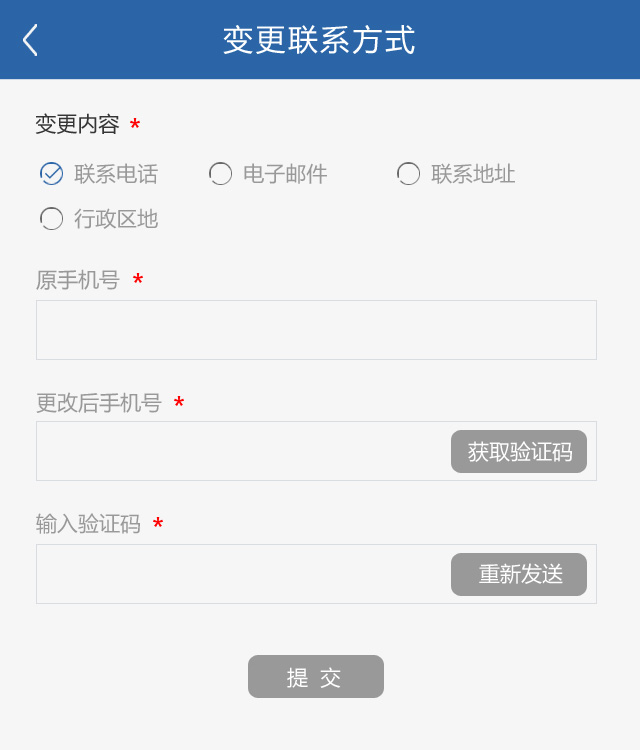 变更联系方式
变更内容 *
联系电话 电子邮件 联系地址
行政区地
原手机号 *
更改后手机号 *
获取验证码
输入验证码 *
重新发送
提 交